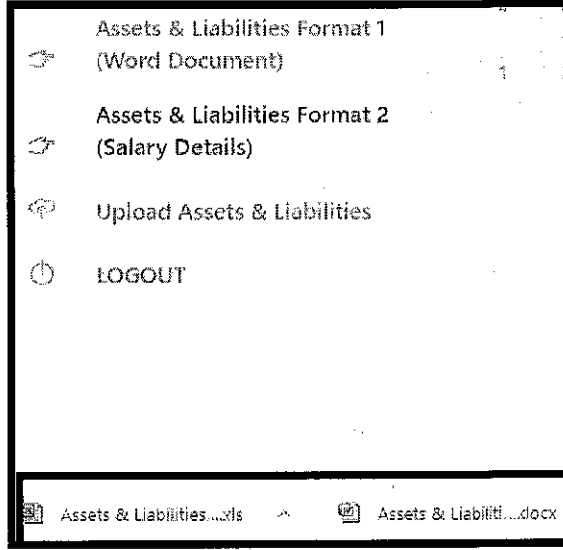 Assets & Liabilities Format 1
(Word Document)
1
Assets & Liabilities Format 2
(Salary Details)
Upload Assets & Liabilities
LOGOUT
Assets & Liabilities....xls
Assets & Liabiliti....docx